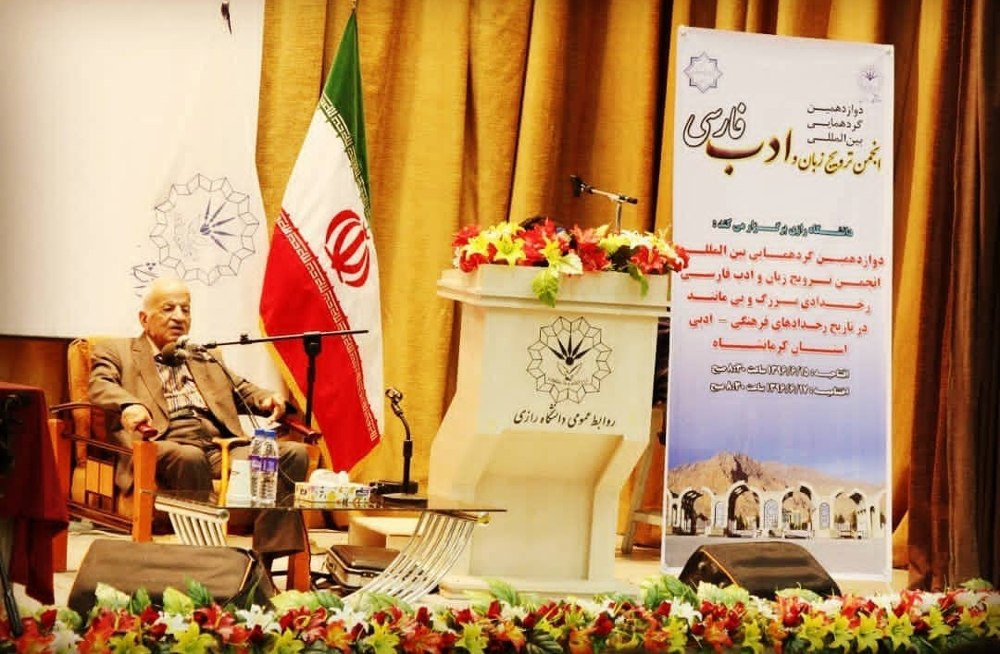 دوازدهمین
گردهمایی
بین‌المللی
انجمن ترویج زبان و ادب فارسی
دانشگاه رازی برگزار می کند :
دوازدهمین گردهمایی بین المللی
انجمن ترویج زبان و ادب فارسی
رخدادی بزرگ و بی مانند
در تاریخ رخدادهای فرهنگی - ادبی
استان کرمانشاه
افتتاحیه : ۱۳۹۶/۶/۱۵ ساعت ۸:۳۰ صبح
اختتامیه : ۱۳۹۶/۶/۱۷ ساعت ۸:۳۰ صبح
روابط عمومی دانشگاه رازی